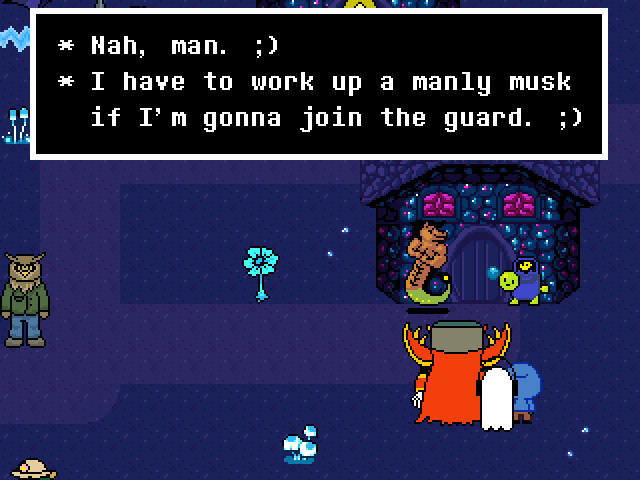 * Nah, man. ;)
* I have to work up a manly musk
if I'm gonna join the guard. ;)